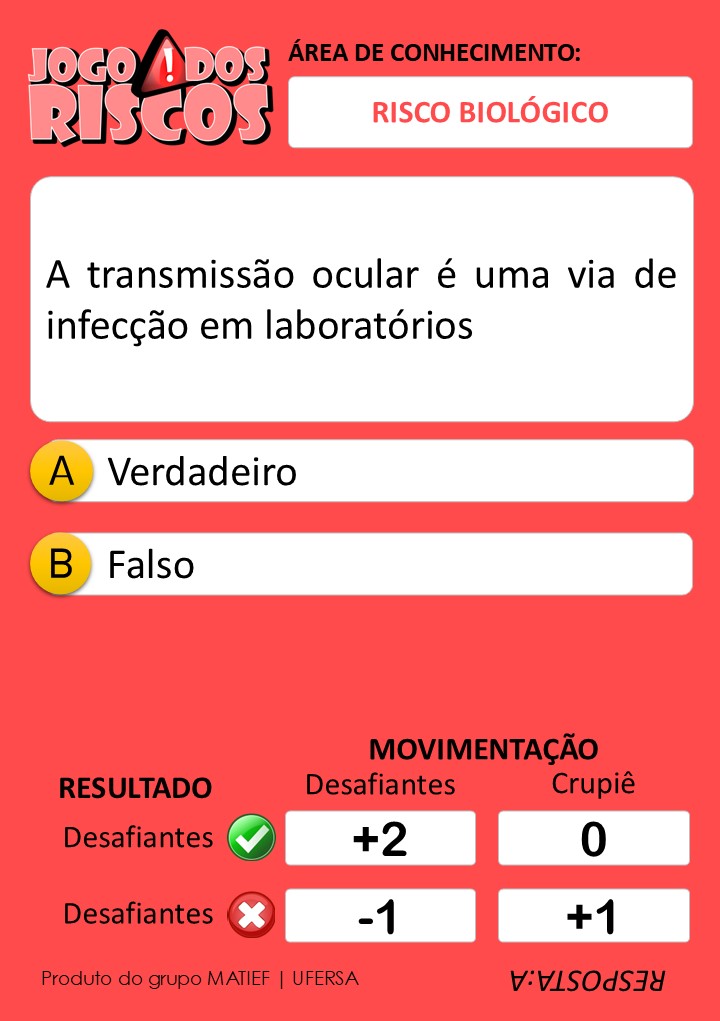 JOGO DOS
RISCOS
ÁREA DE CONHECIMENTO:
RISCO BIOLÓGICO
A transmissão ocular é uma via de
infecção em laboratórios
A Verdadeiro
B Falso
MOVIMENTAÇÃO
RESULTADO Desafiantes Crupiê
Desafiantes +2 0
Desafiantes -1 +1
Produto do grupo MATIEF | UFERSA
RESPOSTA:A